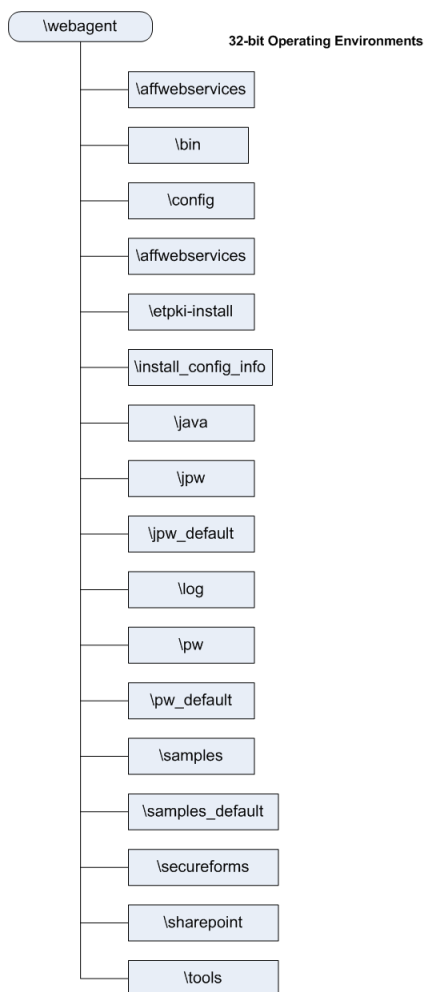 \webagent
32-bit Operating Environments
\affwebservices
\bin
\config
\affwebservices
\etpki-install
\install_config_info
\java
\jpw
\jpw_default
\log
\pw
\pw_default
\samples
\samples_default
\secureforms
\sharepoint
\tools